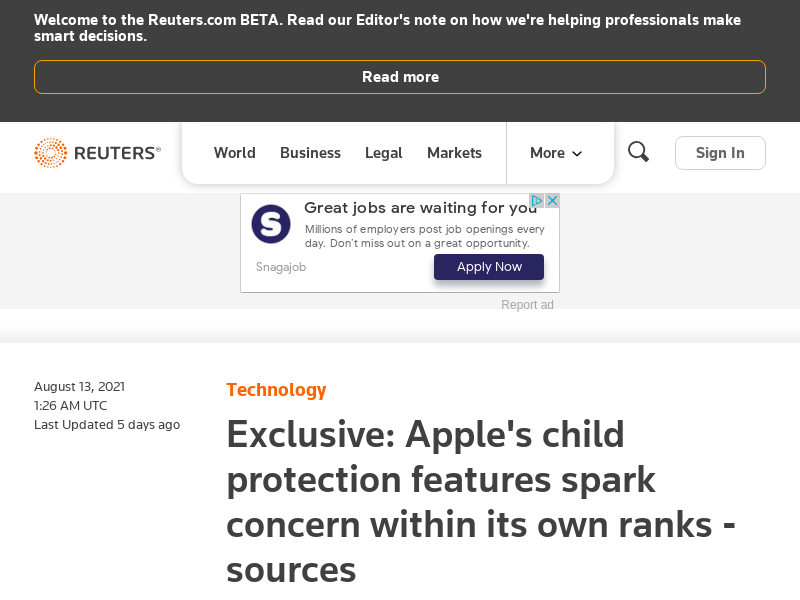 Welcome to the Reuters.com BETA. Read our Editor's note on how we're helping professionals make
smart decisions.
Read more
REUTERS®
World
Business
Legal
Markets
More
Sign In
Great jobs are waiting for you
Millions of employers post job openings every
day. Don't miss out on a great opportunity.
S
Snagajob
Apply Now
Report ad
August 13, 2021
1:26 AM UTC
Last Updated 5 days ago
Technology
Exclusive: Apple's child
protection features spark
concern within its own ranks -
sources